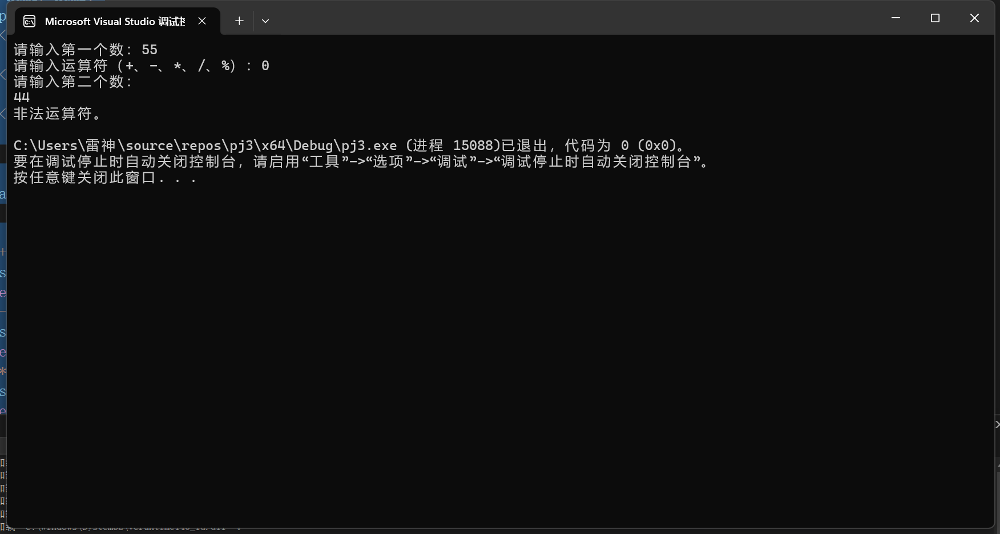 Microsoft Visual Studio 调试
请输入第一个数：55
请输入运算符（+、-、*、/、%）：0
请输入第二个数：
44
非法运算符。
C:\Users\雷神\source\repos\pj3\x64\Debug\pj3.exe (进程 15088)已退出，代码为 0 (0x0)。
要在调试停止时自动关闭控制台，请启用“工具”->“选项”->“调试”->“调试停止时自动关闭控制台”。
按任意键关闭此窗口. . .